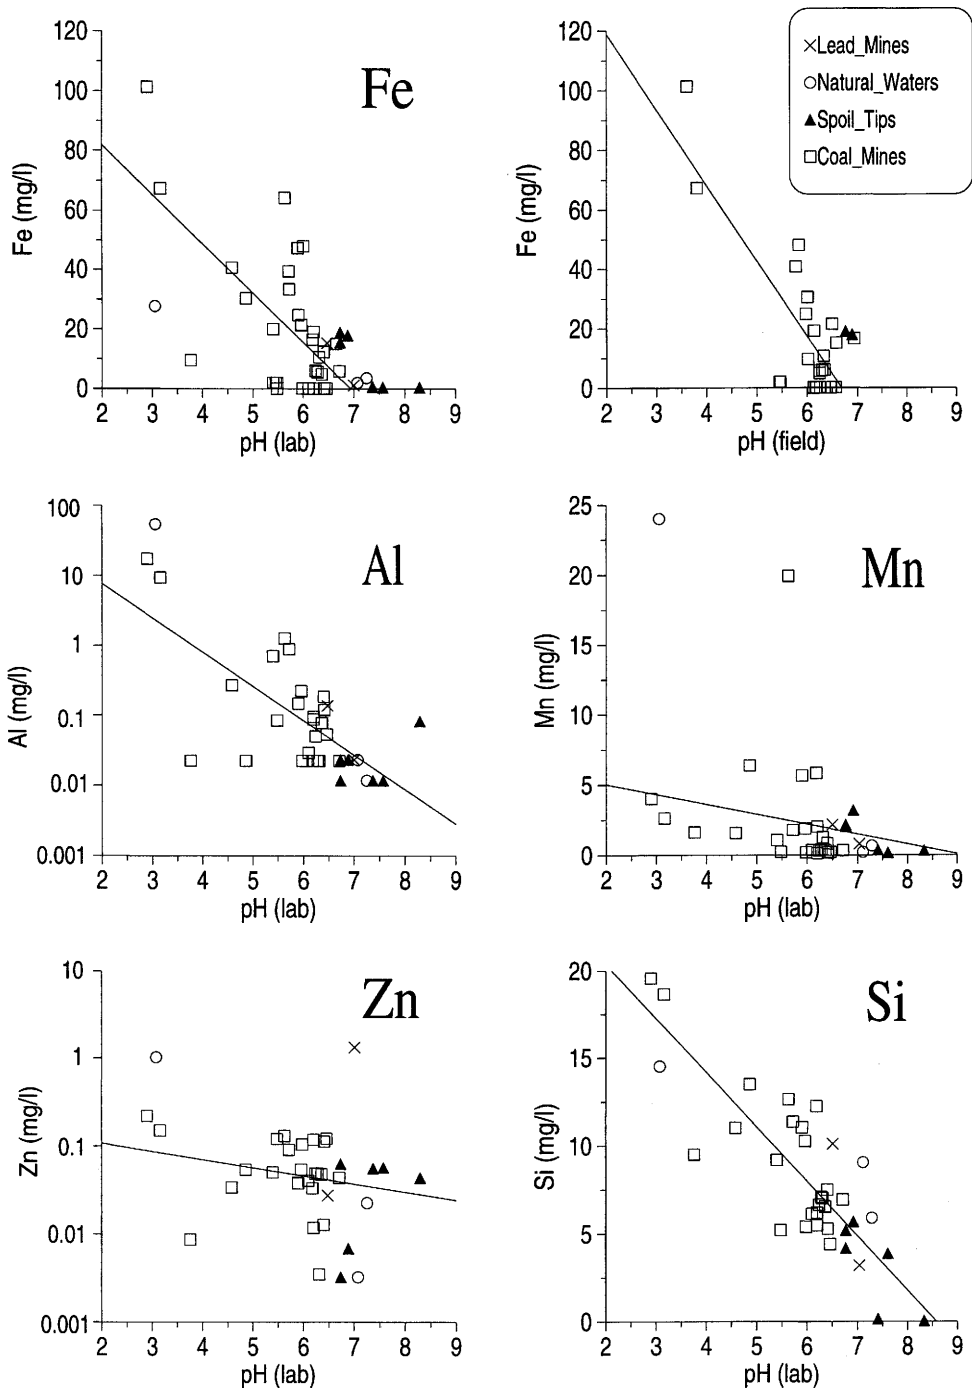 120
100
80
60
40
20
0
Fe (mg/l)
Fe
2 3 4 5 6 7 8 9
pH (lab)
120
100
80
60
40
20
0
Fe (mg/l)
2 3 4 5 6 7 8 9
pH (field)
Lead_Mines
Natural_Waters
Spoil_Tips
Coal_Mines
100
10
1
0.1
0.01
0.001
Al (mg/l)
Al
2 3 4 5 6 7 8 9
pH (lab)
25
20
15
10
5
0
Mn (mg/l)
Mn
2 3 4 5 6 7 8 9
pH (lab)
10
1
0.1
0.01
0.001
Zn (mg/l)
Zn
2 3 4 5 6 7 8 9
pH (lab)
20
15
10
5
0
Si (mg/l)
Si
2 3 4 5 6 7 8 9
pH (lab)